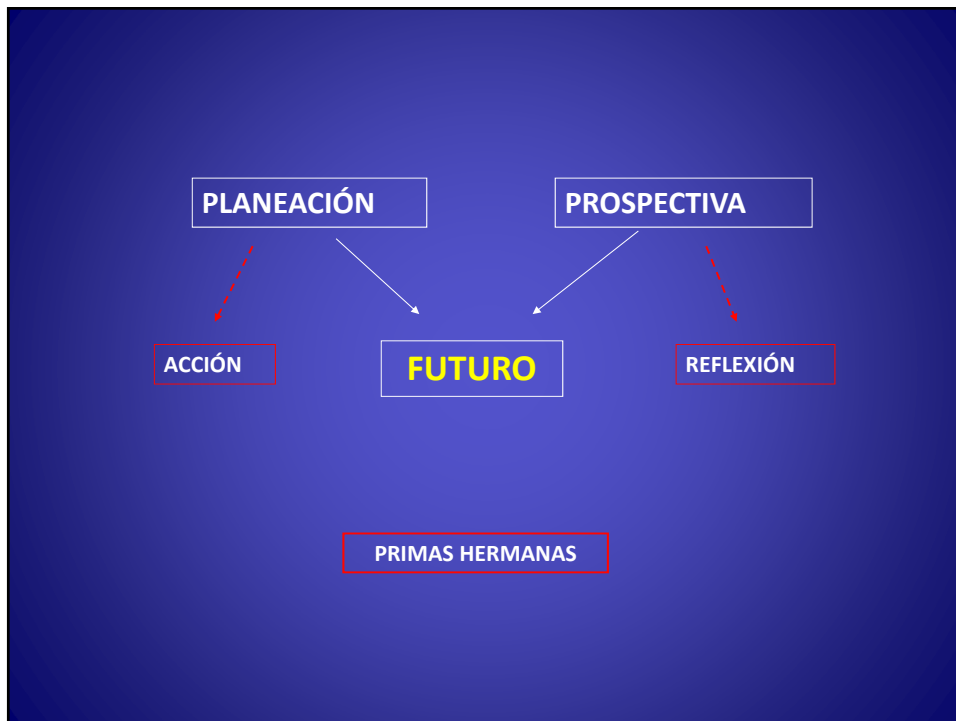 PLANEACIÓN
PROSPECTIVA
ACCIÓN
FUTURO
REFLEXIÓN
PRIMAS HERMANAS